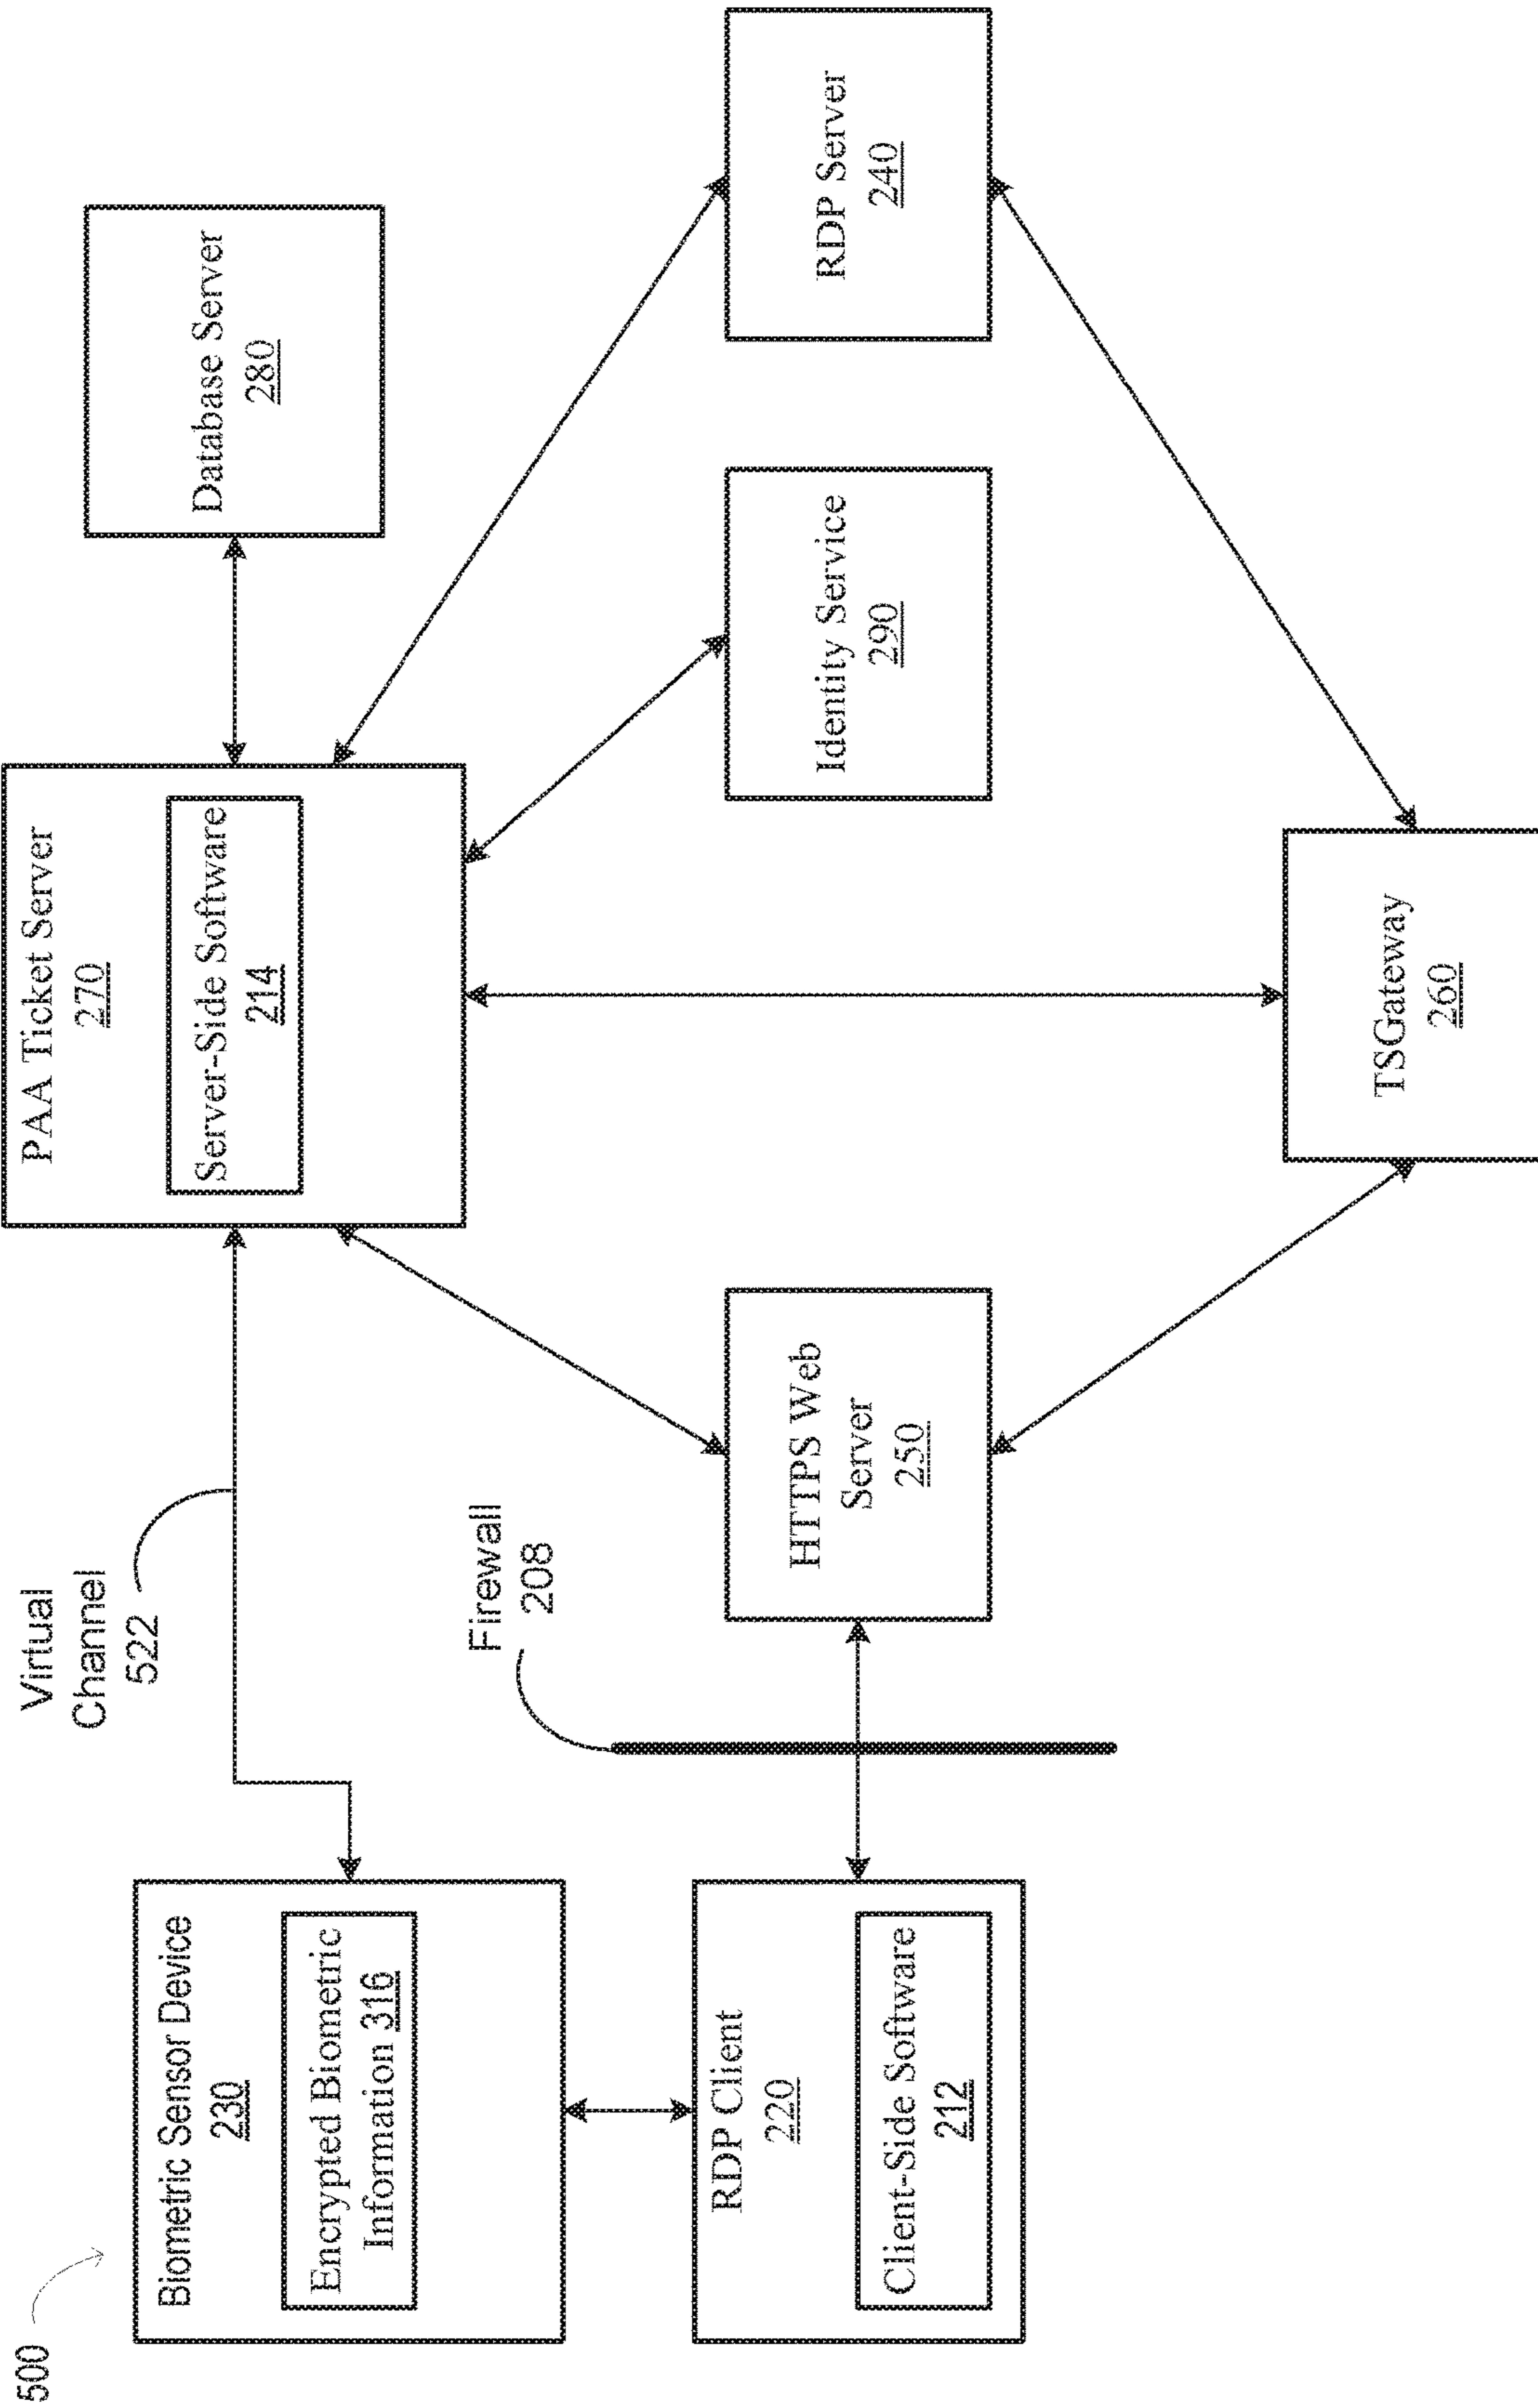 500
Biometric Sensor Device
230
Encrypted Biometric
Information 316
RDP Client
220
Client-Side Software
212
Virtual
Channel
522
Firewall
208
HTTPS Web
Server
250
PAA Ticket Server
270
Server-Side Software
214
TSGateway
260
Identity Service
290
Database Server
280
RDP Server
240